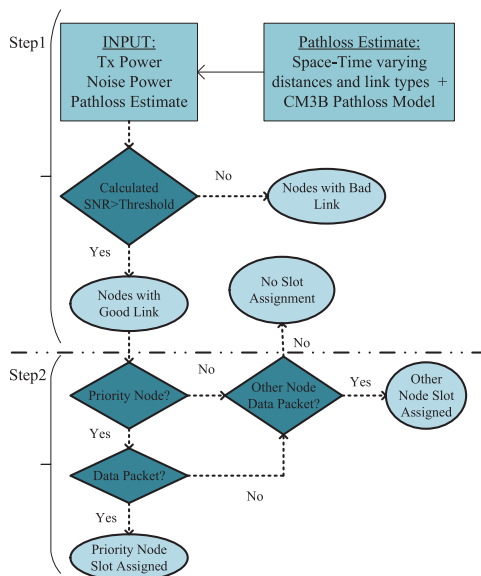 Step1
INPUT:
Tx Power
Noise Power
Pathloss Estimate
Pathloss Estimate:
Space-Time varying
distances and link types +
CM3B Pathloss Model
Calculated
SNR>Threshold
No
Nodes with Bad
Link
Yes
Nodes with
Good Link
No Slot
Assignment
No
Step2
Priority Node?
No
Other Node
Data Packet?
Yes
Other
Node Slot
Assigned
Yes
Data Packet?
No
Yes
Priority Node
Slot Assigned